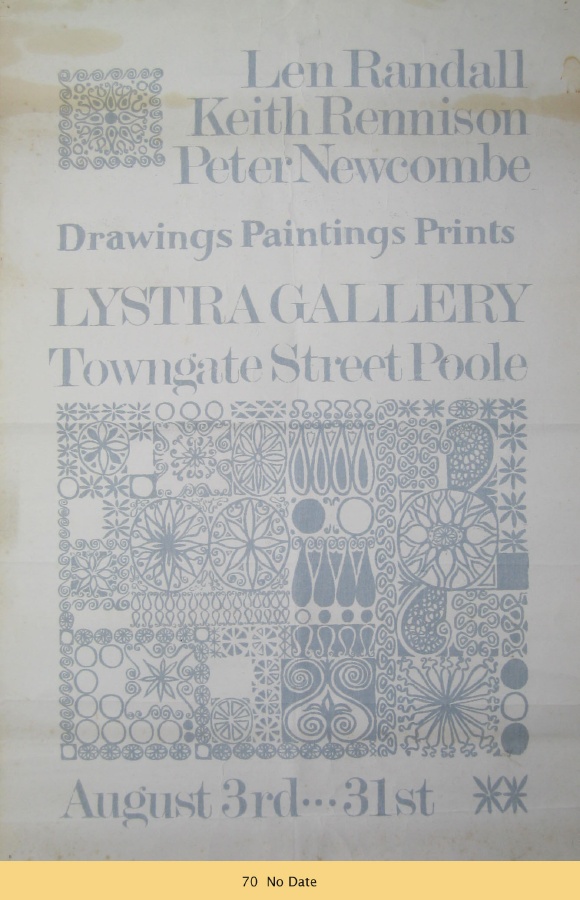 Len Randall
Keith Rennison
Peter Newcombe
Drawings Paintings Prints
LYSTRA GALLERY
Towngate Street Poole
August 3rd...31st
70 No Date